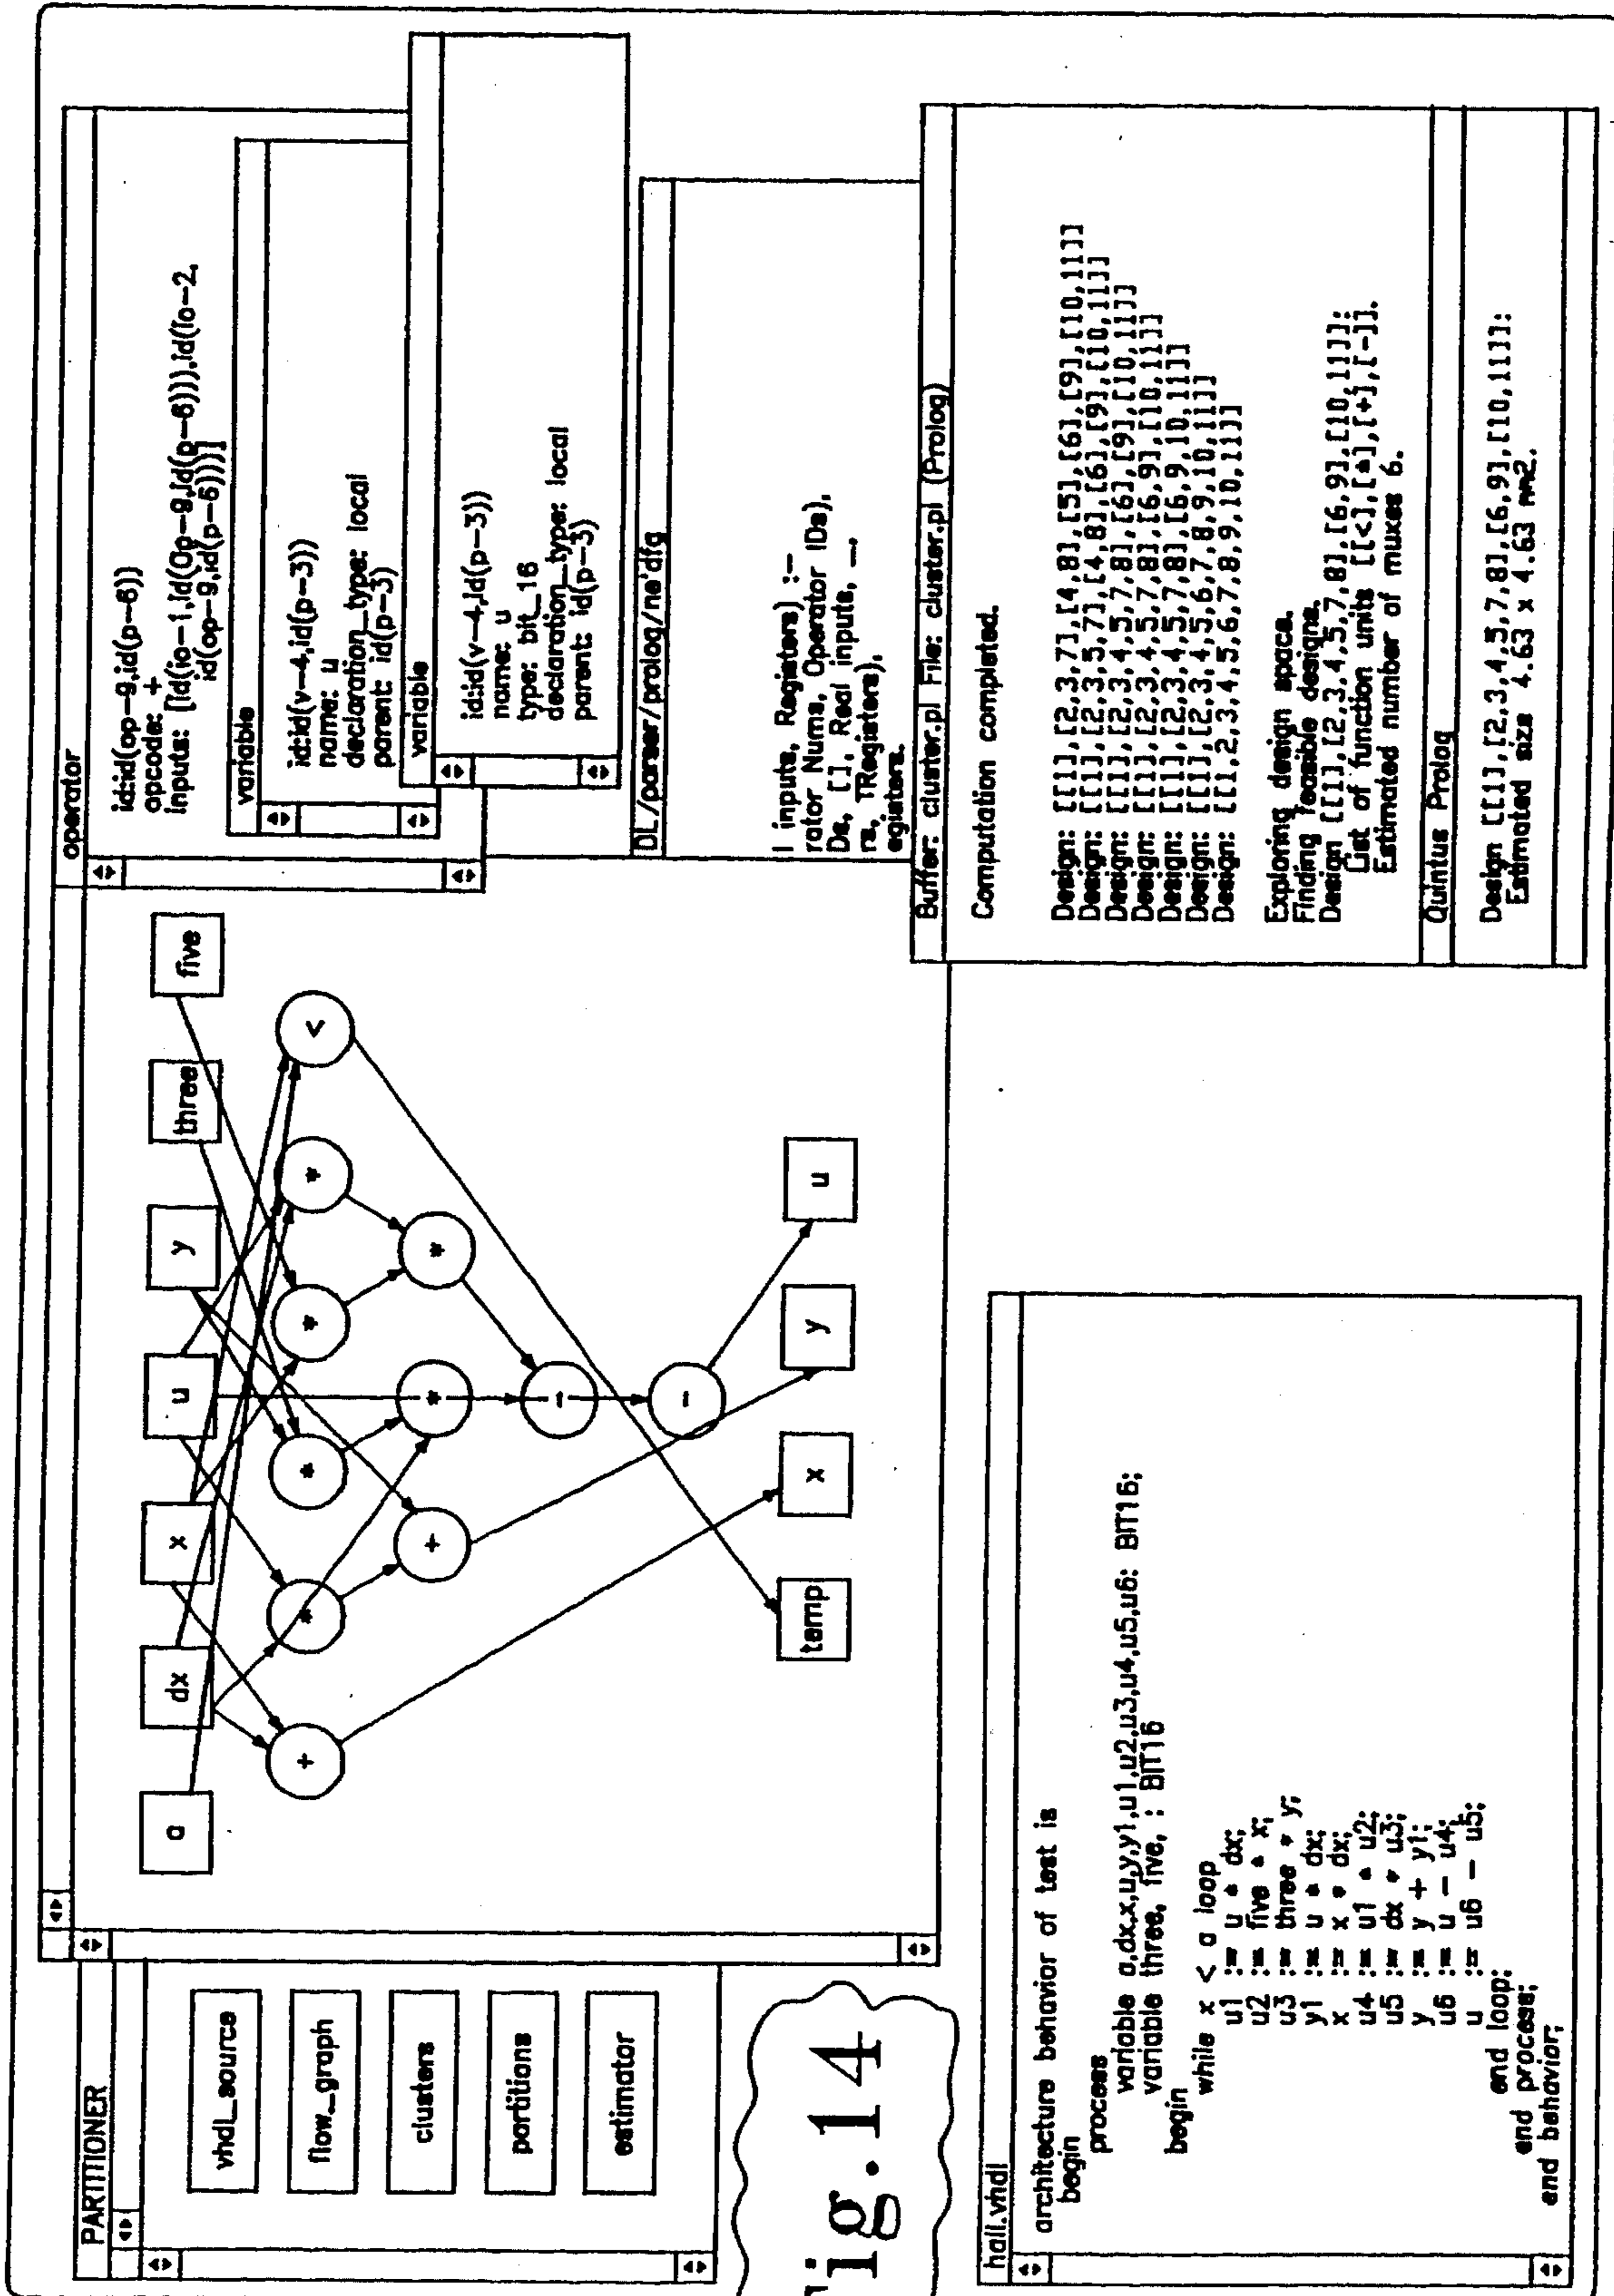 PARTITIONER
vhdl_source
flow_graph
clusters
partitions
estimator
a
dx
x
u
y
three
five
+
*
*
*
*
<
+
*
*
-
-
temp
x
y
u
operator
id:id(op-9,id(p-6))
opcode: +
inputs: [id(io-1,id(Op-9,id(p-6))),id(io-2,
id(op-9,id(p-6)))]
variable
id:id(v-4,id(p-3))
name: u
declaration_type: local
parent: id(p-3)
variable
id:id(v-4,id(p-3))
name: u
type: bit_16
declaration_type: local
parent: id(p-3)
DL/parser/prolog/ne'dfg
l inputs, Registers) :-
rator Nums, Operator IDs),
Ds, [], Real inputs, _,
rs, TRegisters),
egisters.
Buffer: cluster.pl File: cluster.pl (Prolog)
Computation completed.
Design: [[1],[2,3,7],[4,8],[5],[6],[9],[10,11]]
Design: [[1],[2,3,5,7],[4,8],[6],[9],[10,11]]
Design: [[1],[2,3,4,5,7,8],[6],[9],[10,11]]
Design: [[1],[2,3,4,5,7,8],[6,9],[10,11]]
Design: [[1],[2,3,4,5,7,8],[6,9,10,11]]
Design: [[1],[2,3,4,5,6,7,8,9,10,11]]
Design: [[1,2,3,4,5,6,7,8,9,10,11]]
Exploring design space.
Finding feasible designs.
Design [[1],[2,3,4,5,7,8],[6,9],[10,11]]:
List of function units [[<],[*],[+],[-]].
Estimated number of muxes 6.
Quintus Prolog
Design [[1],[2,3,4,5,7,8],[6,9],[10,11]]:
Estimated size 4.63 x 4.63 mm2.
ig.14
hall.vhdl
architecture behavior of test is
begin
process
variable a,dx,x,u,y,y1,u1,u2,u3,u4,u5,u6: BIT16;
variable three, five, : BIT16
begin
while x < a loop
u1 := u * dx;
u2 := five * x;
u3 := three * y;
y1 := u * dx;
x := x + dx;
u4 := u1 * u2;
u5 := dx * u3;
y := y + y1;
u6 := u - u4;
u := u6 - u5;
end loop;
end process;
end behavior;